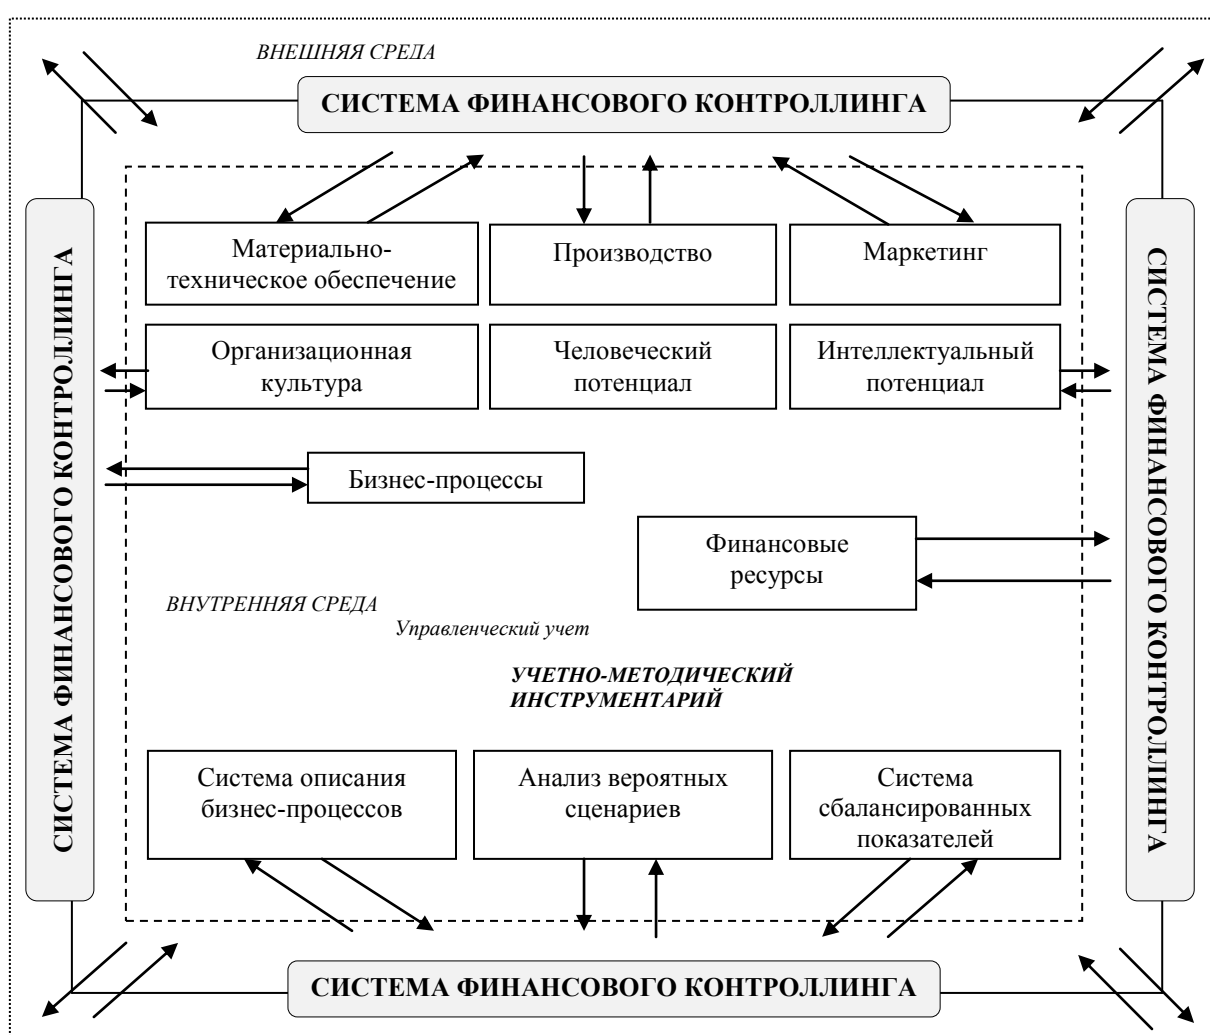 ВНЕШНЯЯ СРЕДА
СИСТЕМА ФИНАНСОВОГО КОНТРОЛЛИНГА
СИСТЕМА ФИНАНСОВОГО КОНТРОЛЛИНГА
СИСТЕМА ФИНАНСОВОГО КОНТРОЛЛИНГА
Материально-
техническое обеспечение
Производство
Маркетинг
Организационная
культура
Человеческий
потенциал
Интеллектуальный
потенциал
Бизнес-процессы
Финансовые
ресурсы
ВНУТРЕННЯЯ СРЕДА
Управленческий учет
УЧЕТНО-МЕТОДИЧЕСКИЙ
ИНСТРУМЕНТАРИЙ
Система описания
бизнес-процессов
Анализ вероятных
сценариев
Система
сбалансированных
показателей
СИСТЕМА ФИНАНСОВОГО КОНТРОЛЛИНГА